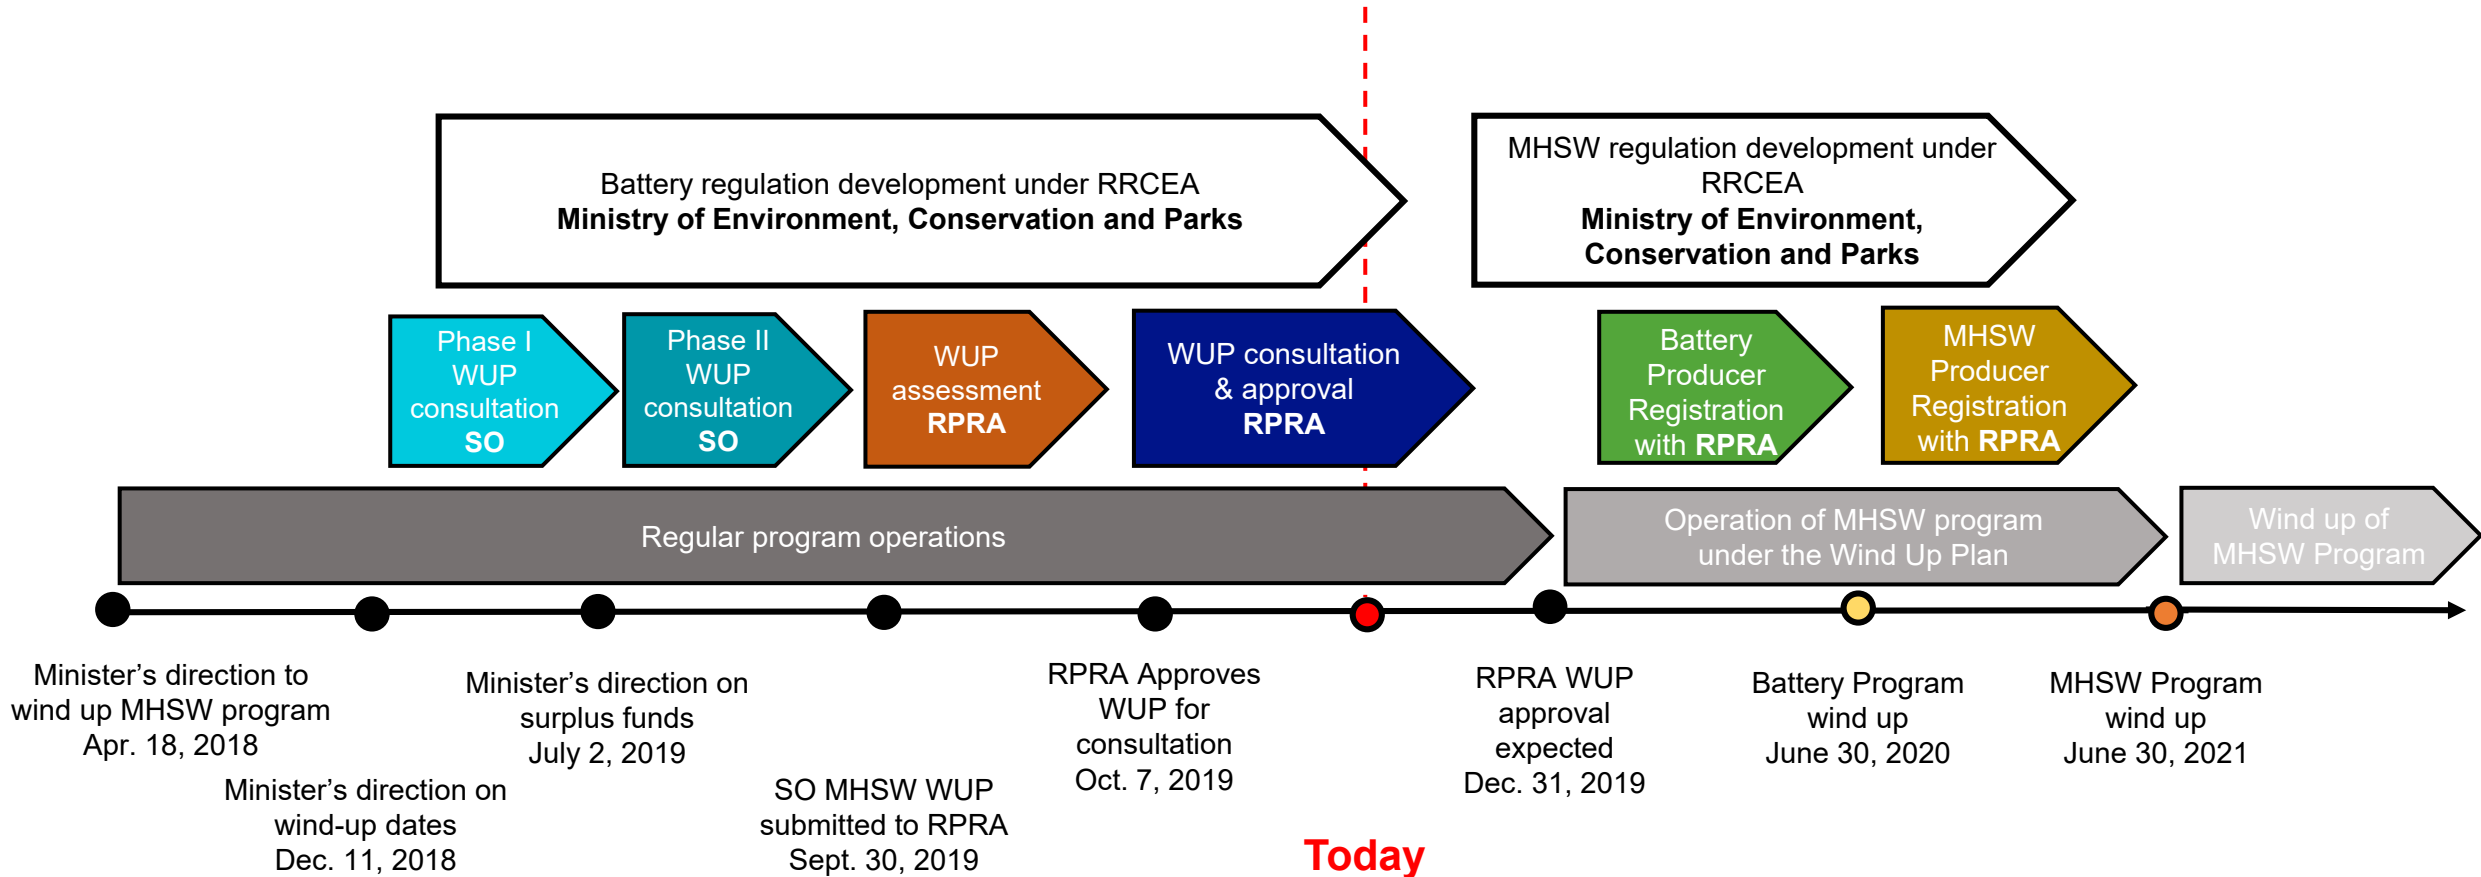 Battery regulation development under RRCEA
Ministry of Environment, Conservation and Parks
MHSW regulation development under
RRCEA
Ministry of Environment,
Conservation and Parks
Phase I
WUP
consultation
SO
Phase II
WUP
consultation
SO
WUP
assessment
RPRA
WUP consultation
& approval
RPRA
Battery
Producer
Registration
with RPRA
MHSW
Producer
Registration
with RPRA
Regular program operations
Operation of MHSW program
under the Wind Up Plan
Wind up of
MHSW Program
Minister’s direction to
wind up MHSW program
Apr. 18, 2018
Minister’s direction on
wind-up dates
Dec. 11, 2018
Minister’s direction on
surplus funds
July 2, 2019
SO MHSW WUP
submitted to RPRA
Sept. 30, 2019
RPRA Approves
WUP for
consultation
Oct. 7, 2019
Today
RPRA WUP
approval
expected
Dec. 31, 2019
Battery Program
wind up
June 30, 2020
MHSW Program
wind up
June 30, 2021